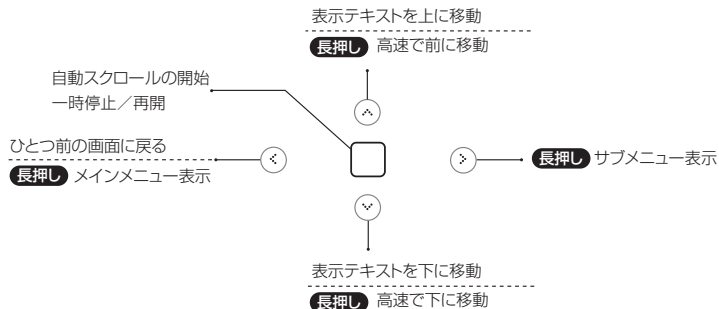 表示テキストを上に移動
長押し 高速で前に移動
自動スクロールの開始
一時停止／再開
ひとつ前の画面に戻る
長押し メインメニュー表示
長押し サブメニュー表示
表示テキストを下に移動
長押し 高速で下に移動